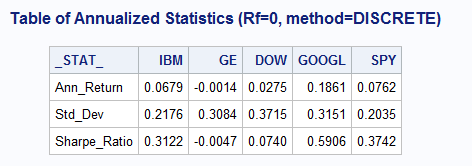 Table of Annualized Statistics (Rf=0, method=DISCRETE)
_STAT_ IBM GE DOW GOOGL SPY
Ann_Return 0.0679 -0.0014 0.0275 0.1861 0.0762
Std_Dev 0.2176 0.3084 0.3715 0.3151 0.2035
Sharpe_Ratio 0.3122 -0.0047 0.0740 0.5906 0.3742